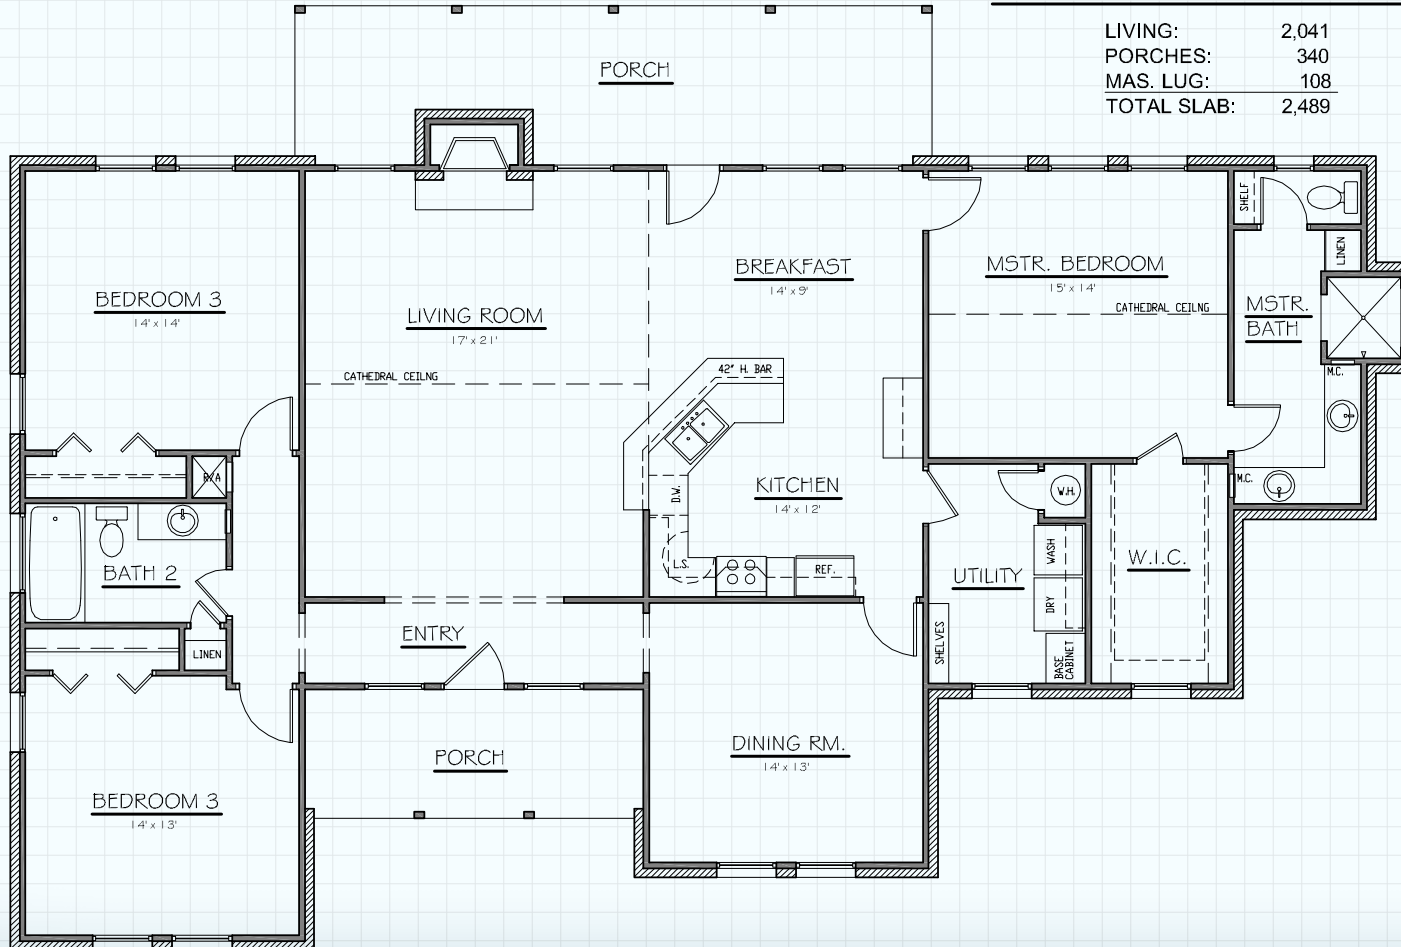 LIVING: 2,041
PORCHES: 340
MAS. LUG: 108
TOTAL SLAB: 2,489
PORCH
BEDROOM 3
14' x 14'
LIVING ROOM
17' x 21'
CATHEDRAL CEILNG
BREAKFAST
14' x 9'
MSTR. BEDROOM
15' x 14'
CATHEDRAL CEILNG
SHELF
LINEN
MSTR.
BATH
M.C.
M.C.
42" H. BAR
KITCHEN
14' x 12'
D.W.
L.S.
REF.
R/A
BATH 2
LINEN
ENTRY
UTILITY
W.H.
WASH
DRY
BASE
CABINET
SHELVES
W.I.C.
PORCH
DINING RM.
14' x 13'
BEDROOM 3
14' x 13'